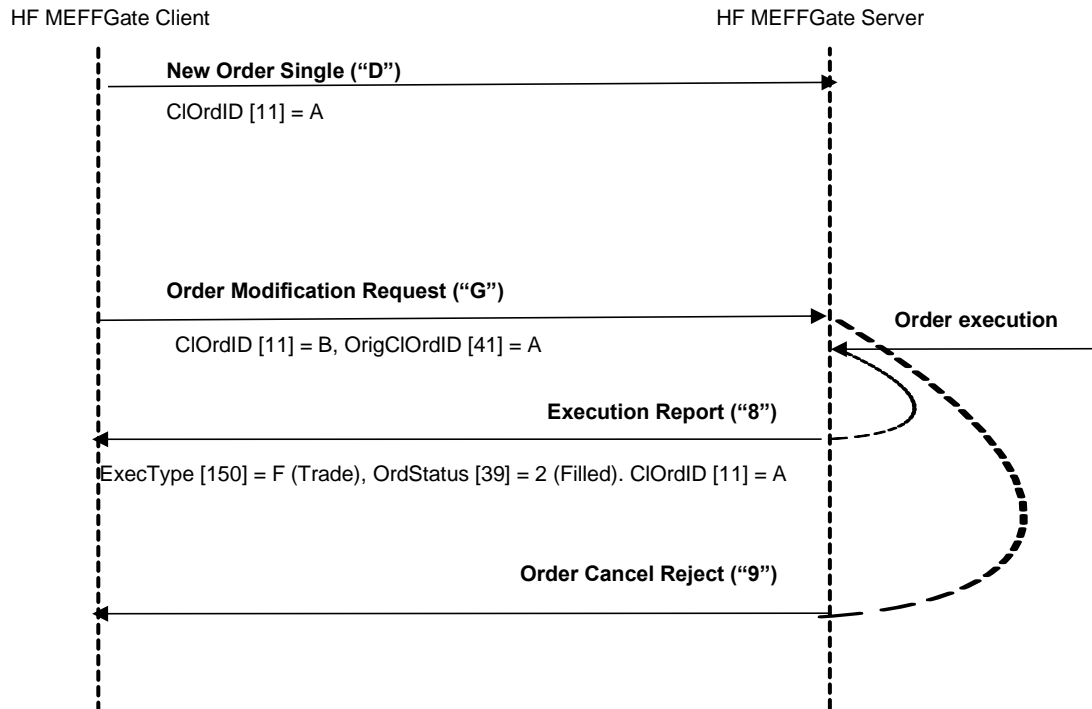 HF MEFFGate Client
HF MEFFGate Server
New Order Single (“D”)
ClOrdID [11] = A
Order Modification Request (“G”)
Order execution
ClOrdID [11] = B, OrigClOrdID [41] = A
Execution Report (“8”)
ExecType [150] = F (Trade), OrdStatus [39] = 2 (Filled). ClOrdID [11] = A
Order Cancel Reject (“9”)